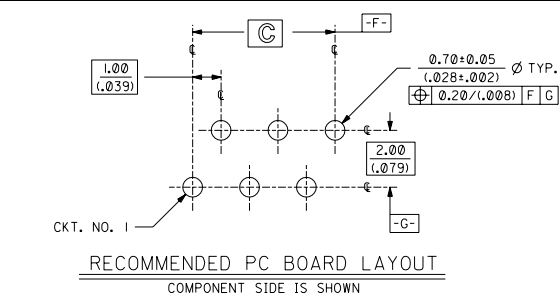 C
-F-
1.00
(.039)
0.70±0.05
(.028±.002)
Ø TYP.
⌖ 0.20/(.008) F G
2.00
(.079)
CKT. NO. 1
-G-
RECOMMENDED PC BOARD LAYOUT
COMPONENT SIDE IS SHOWN